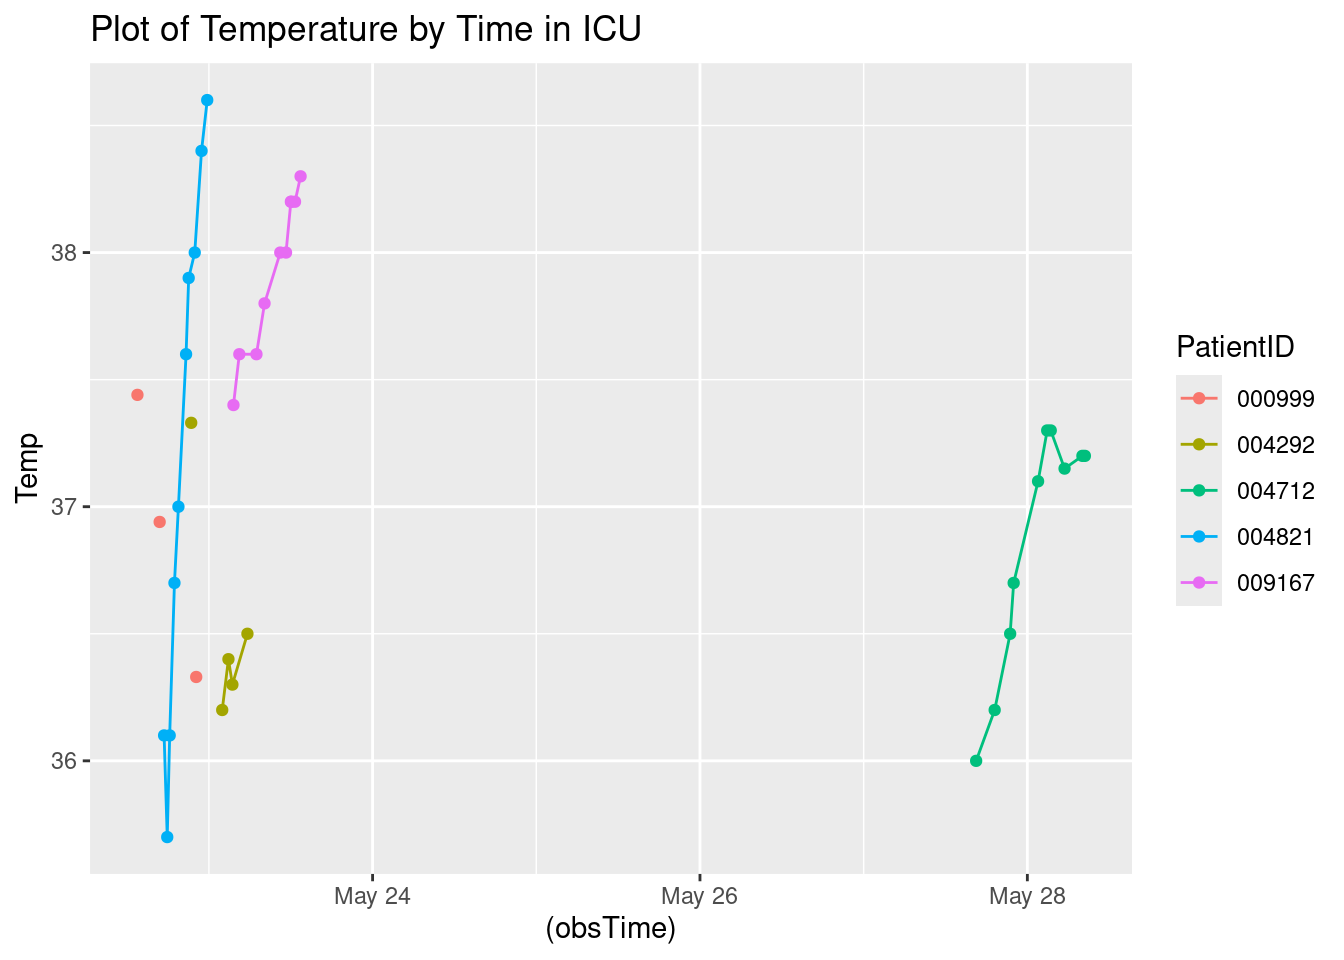 Plot of Temperature by Time in ICU
Temp
38
37
36
May 24
May 26
May 28
(obsTime)
PatientID
000999
004292
004712
004821
009167